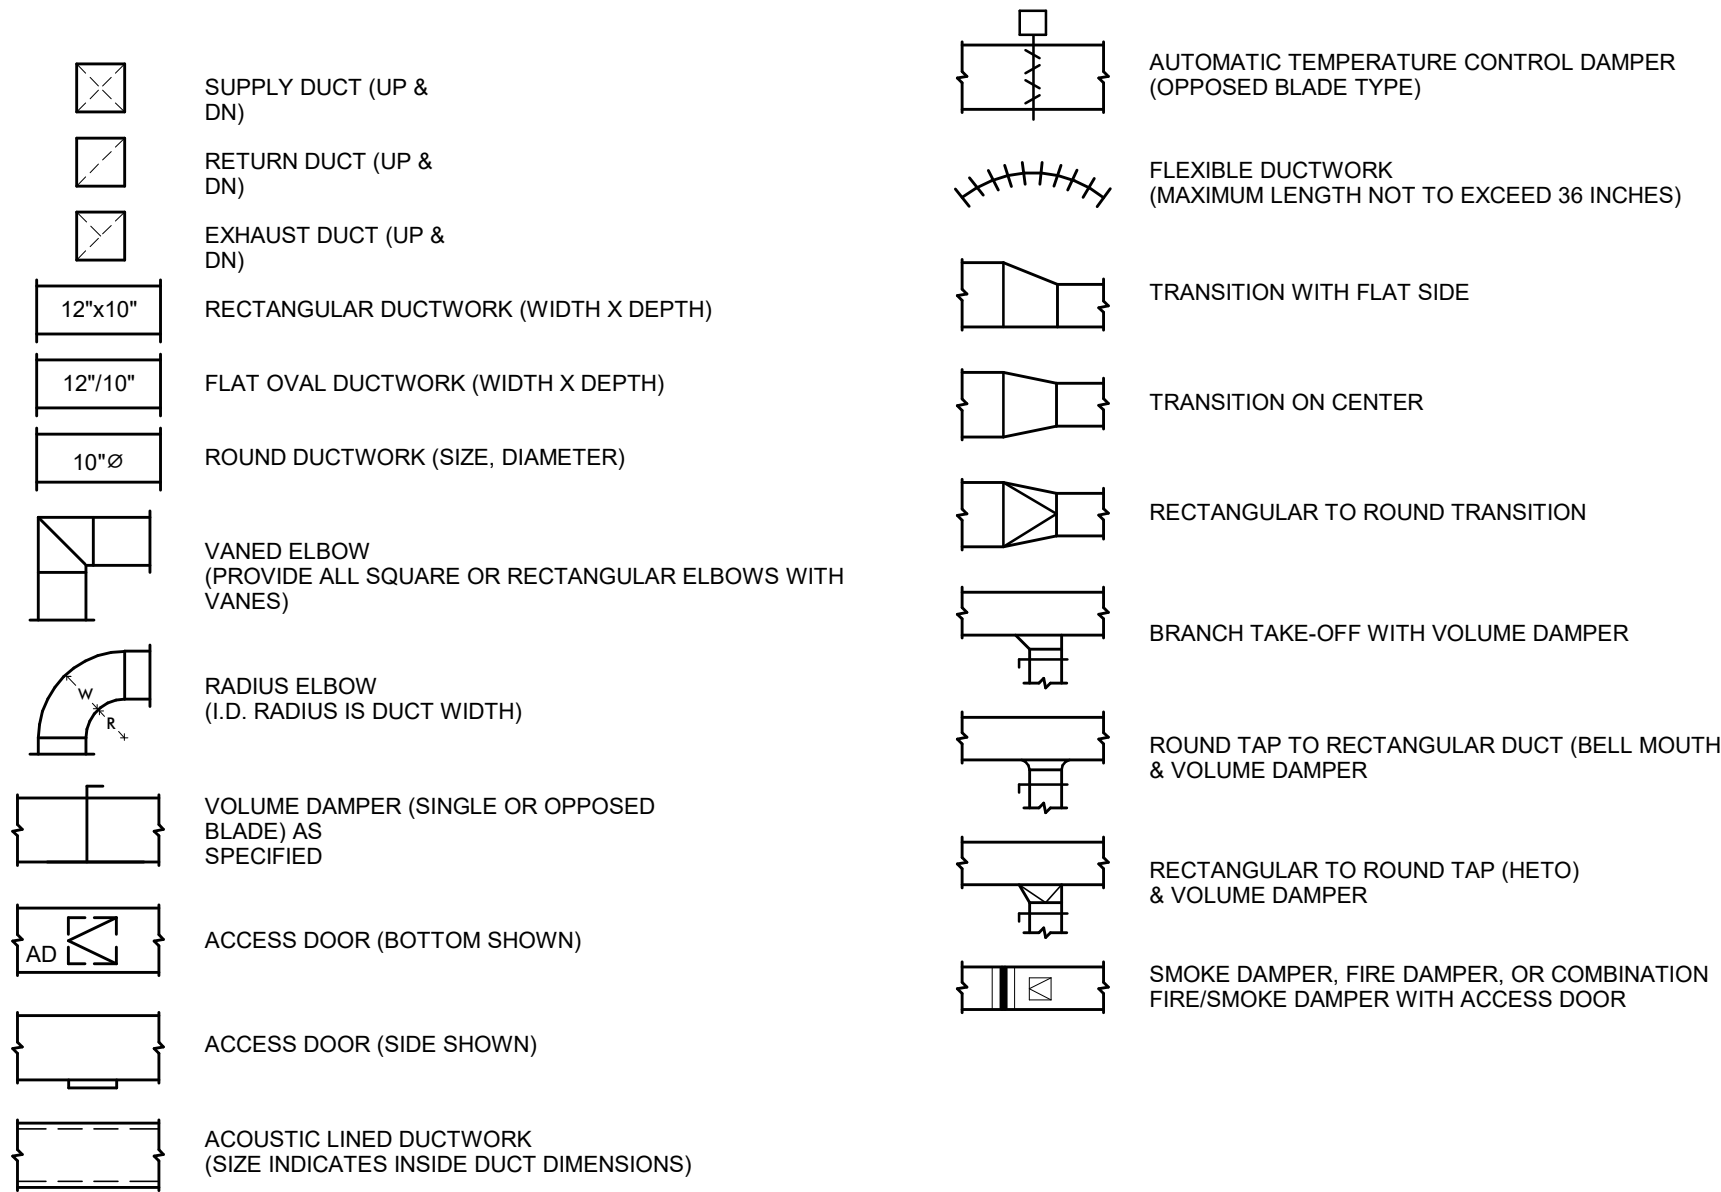 SUPPLY DUCT (UP &
DN)
RETURN DUCT (UP &
DN)
EXHAUST DUCT (UP &
DN)
12"x10"
RECTANGULAR DUCTWORK (WIDTH X DEPTH)
12"/10"
FLAT OVAL DUCTWORK (WIDTH X DEPTH)
10"Ø
ROUND DUCTWORK (SIZE, DIAMETER)
VANED ELBOW
(PROVIDE ALL SQUARE OR RECTANGULAR ELBOWS WITH
VANES)
W
R
RADIUS ELBOW
(I.D. RADIUS IS DUCT WIDTH)
VOLUME DAMPER (SINGLE OR OPPOSED
BLADE) AS
SPECIFIED
AD
ACCESS DOOR (BOTTOM SHOWN)
ACCESS DOOR (SIDE SHOWN)
ACOUSTIC LINED DUCTWORK
(SIZE INDICATES INSIDE DUCT DIMENSIONS)
AUTOMATIC TEMPERATURE CONTROL DAMPER
(OPPOSED BLADE TYPE)
FLEXIBLE DUCTWORK
(MAXIMUM LENGTH NOT TO EXCEED 36 INCHES)
TRANSITION WITH FLAT SIDE
TRANSITION ON CENTER
RECTANGULAR TO ROUND TRANSITION
BRANCH TAKE-OFF WITH VOLUME DAMPER
ROUND TAP TO RECTANGULAR DUCT (BELL MOUTH
& VOLUME DAMPER
RECTANGULAR TO ROUND TAP (HETO)
& VOLUME DAMPER
SMOKE DAMPER, FIRE DAMPER, OR COMBINATION
FIRE/SMOKE DAMPER WITH ACCESS DOOR